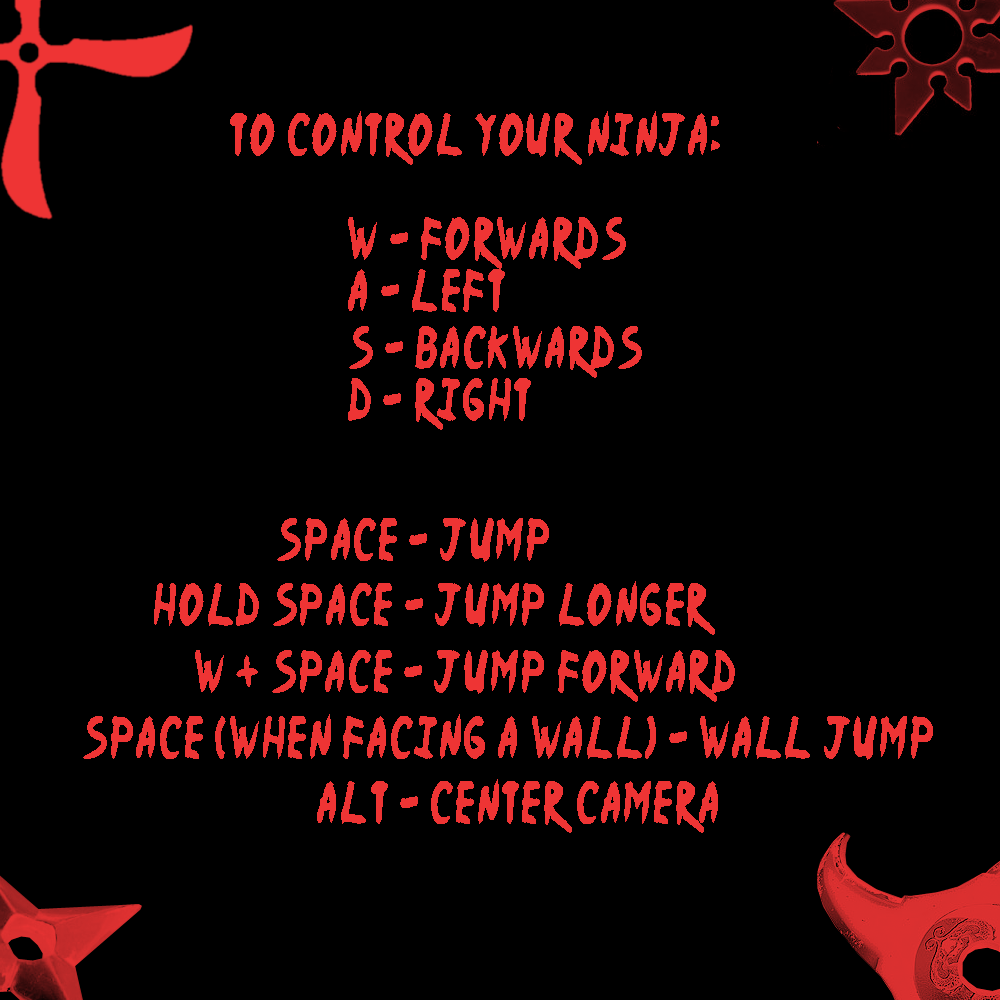 TO CONTROL YOUR NINJA:
W - FORWARDS
A - LEFT
S - BACKWARDS
D - RIGHT
SPACE - JUMP
HOLD SPACE - JUMP LONGER
W + SPACE - JUMP FORWARD
SPACE (WHEN FACING A WALL) - WALL JUMP
ALT - CENTER CAMERA